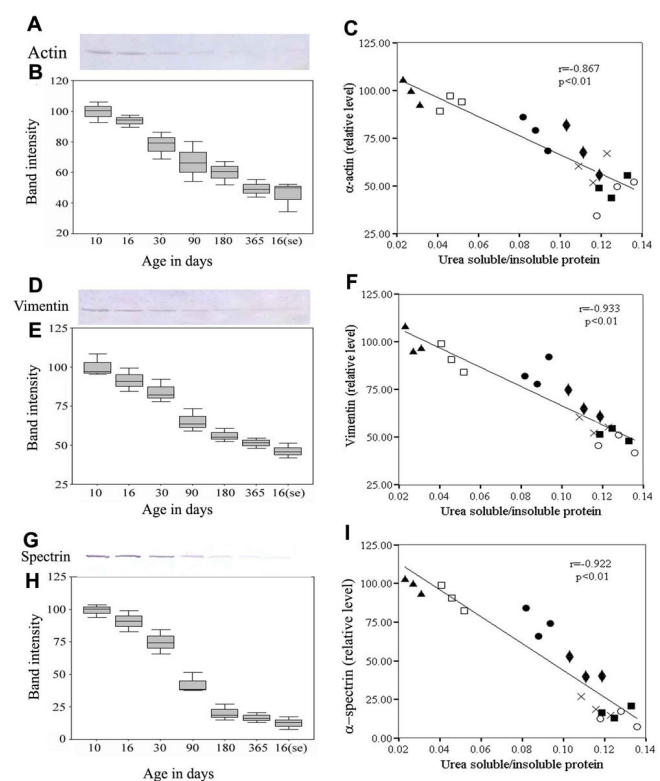 A
Actin
B
120
100
80
60
40
20
Band intensity
10 16 30 90 180 365 16(se)
Age in days
C
100.00
75.00
50.00
25.00
α-actin (relative level)
r=-0.867
p<0.01
0.02 0.04 0.06 0.08 0.10 0.12 0.14
Urea soluble/insoluble protein
D
Vimentin
E
125
100
75
50
25
Band intensity
10 16 30 90 180 365 16(se)
Age in days
F
125.00
100.00
75.00
50.00
25.00
Vimentin (relative level)
r=-0.933
p<0.01
0.02 0.04 0.06 0.08 0.10 0.12 0.14
Urea soluble/insoluble protein
G
Spectrin
H
125
100
75
50
25
0
Band intensity
10 16 30 90 180 365 16(se)
Age in days
I
125.00
100.00
75.00
50.00
25.00
0.00
α–spectrin (relative level)
r=-0.922
p<0.01
0.02 0.04 0.06 0.08 0.10 0.12 0.14
Urea soluble/insoluble protein